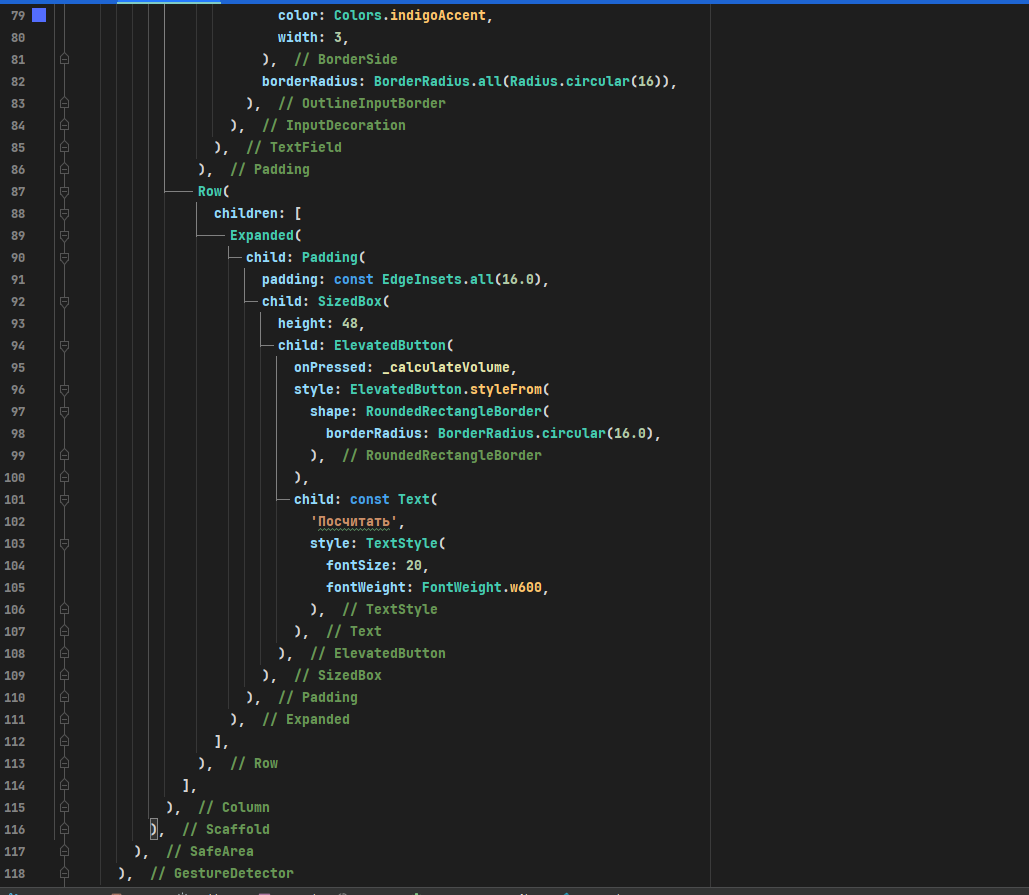 79 color: Colors.indigoAccent,
80 width: 3,
81 ), // BorderSide
82 borderRadius: BorderRadius.all(Radius.circular(16)),
83 ), // OutlineInputBorder
84 ), // InputDecoration
85 ), // TextField
86 ), // Padding
87 Row(
88 children: [
89 Expanded(
90 child: Padding(
91 padding: const EdgeInsets.all(16.0),
92 child: SizedBox(
93 height: 48,
94 child: ElevatedButton(
95 onPressed: _calculateVolume,
96 style: ElevatedButton.styleFrom(
97 shape: RoundedRectangleBorder(
98 borderRadius: BorderRadius.circular(16.0),
99 ), // RoundedRectangleBorder
100 ),
101 child: const Text(
102 'Посчитать',
103 style: TextStyle(
104 fontSize: 20,
105 fontWeight: FontWeight.w600,
106 ), // TextStyle
107 ), // Text
108 ), // ElevatedButton
109 ), // SizedBox
110 ), // Padding
111 ), // Expanded
112 ],
113 ), // Row
114 ],
115 ), // Column
116 ), // Scaffold
117 ), // SafeArea
118 ), // GestureDetector